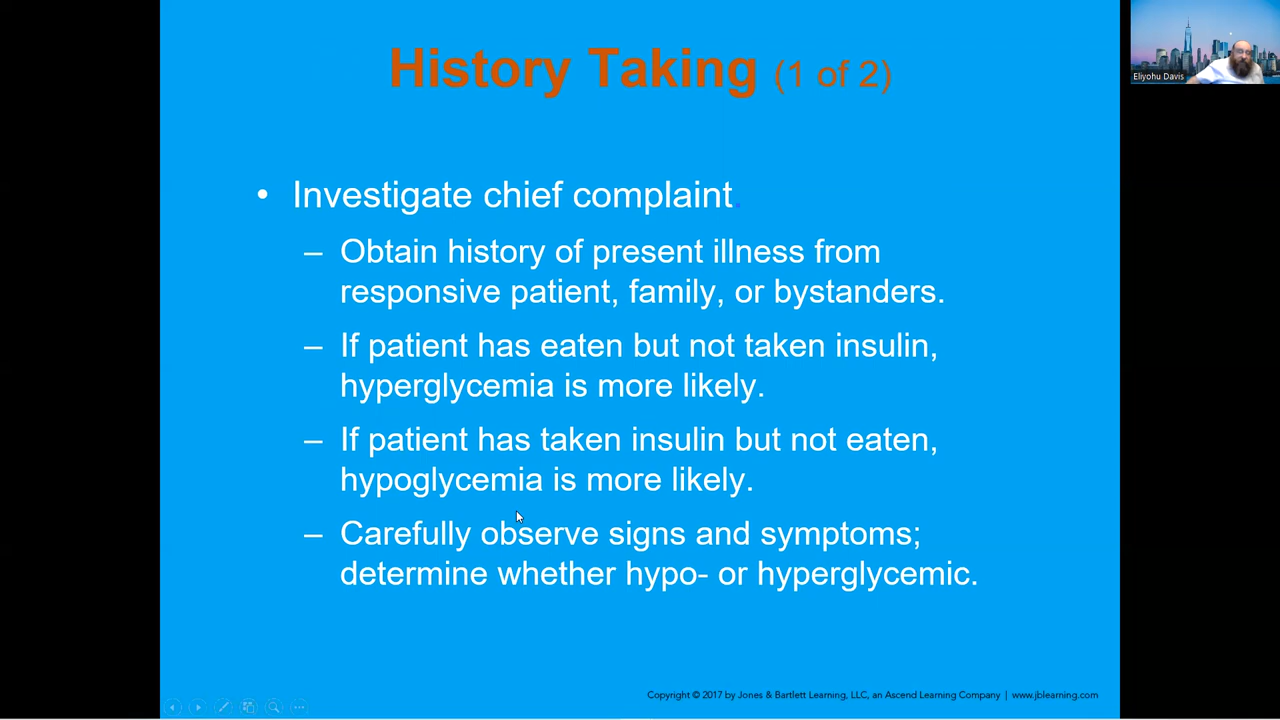 History Taking (1 of 2)
Eliyohu Davis
• Investigate chief complaint.
– Obtain history of present illness from
responsive patient, family, or bystanders.
– If patient has eaten but not taken insulin,
hyperglycemia is more likely.
– If patient has taken insulin but not eaten,
hypoglycemia is more likely.
– Carefully observe signs and symptoms;
determine whether hypo- or hyperglycemic.
Copyright © 2017 by Jones & Bartlett Learning, LLC, an Ascend Learning Company | www.jblearning.com